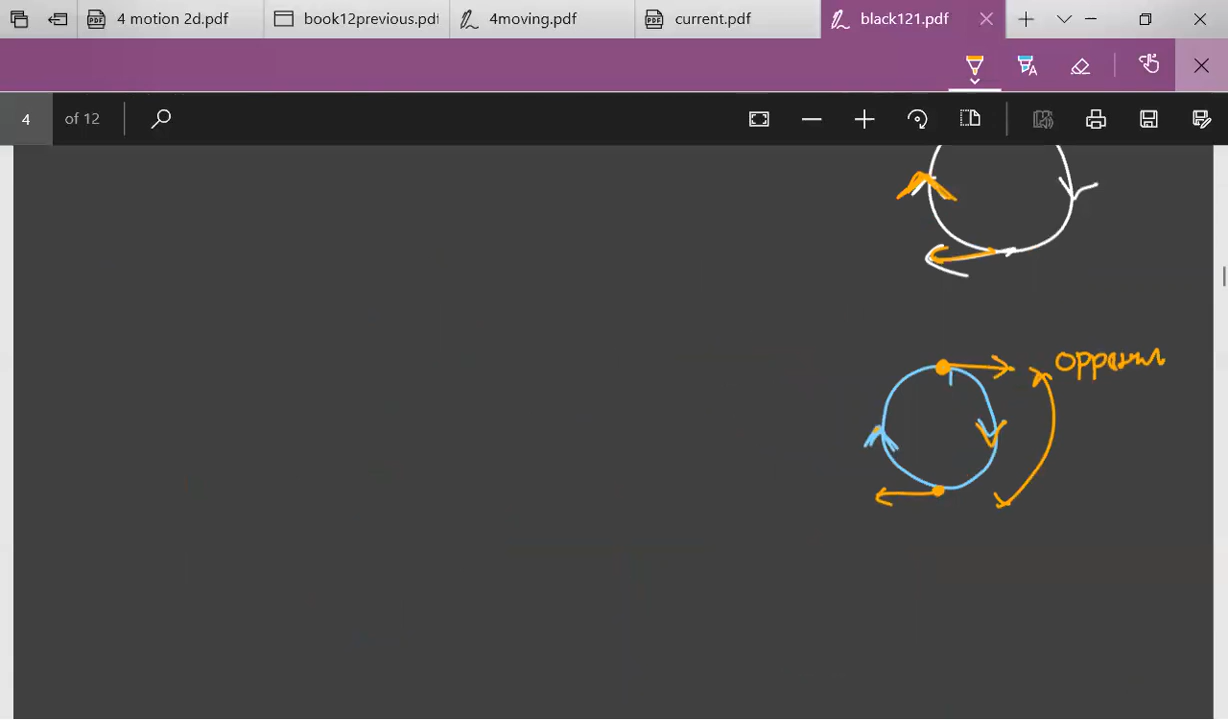 4 motion 2d.pdf
book12previous.pdf
4moving.pdf
current.pdf
black121.pdf
4 of 12